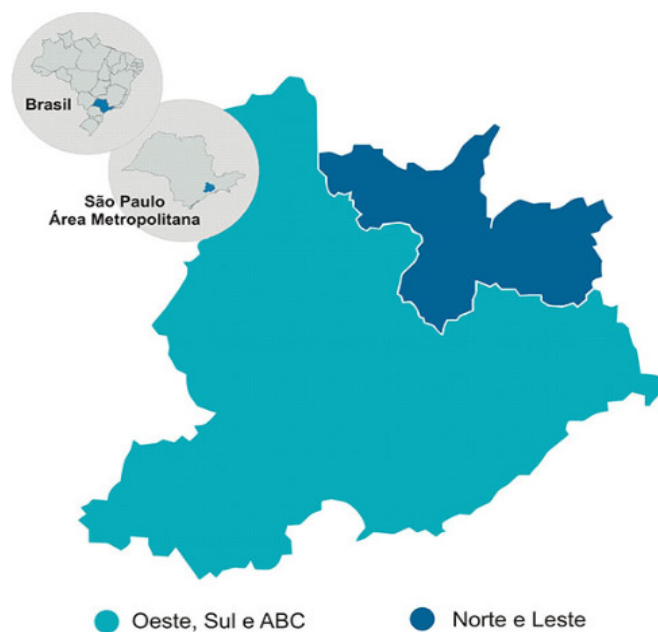 Brasil
São Paulo
Área Metropolitana
Oeste, Sul e ABC
Norte e Leste